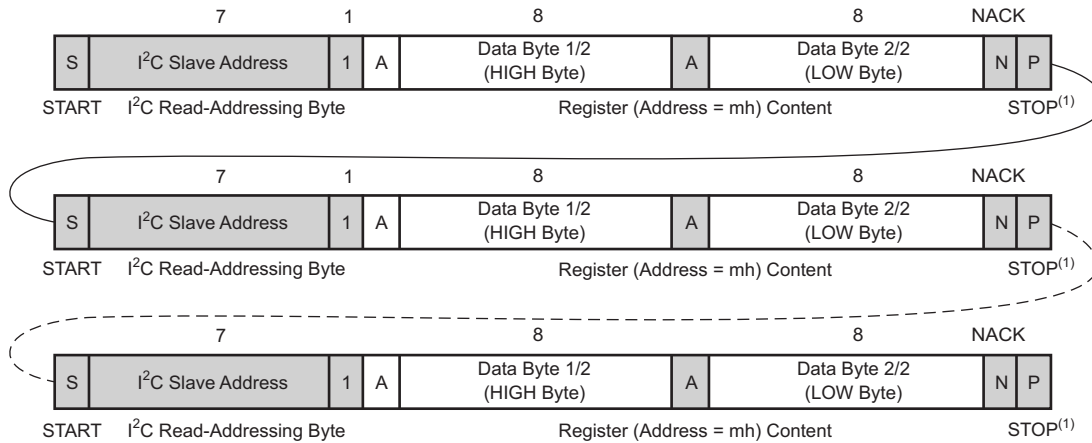 7 1 8 8 NACK
S I²C Slave Address 1 A Data Byte 1/2 A Data Byte 2/2 N P
(HIGH Byte) (LOW Byte)
START I²C Read-Addressing Byte Register (Address = mh) Content STOP(1)
7 1 8 8 NACK
S I²C Slave Address 1 A Data Byte 1/2 A Data Byte 2/2 N P
(HIGH Byte) (LOW Byte)
START I²C Read-Addressing Byte Register (Address = mh) Content STOP(1)
7 1 8 8 NACK
S I²C Slave Address 1 A Data Byte 1/2 A Data Byte 2/2 N P
(HIGH Byte) (LOW Byte)
START I²C Read-Addressing Byte Register (Address = mh) Content STOP(1)